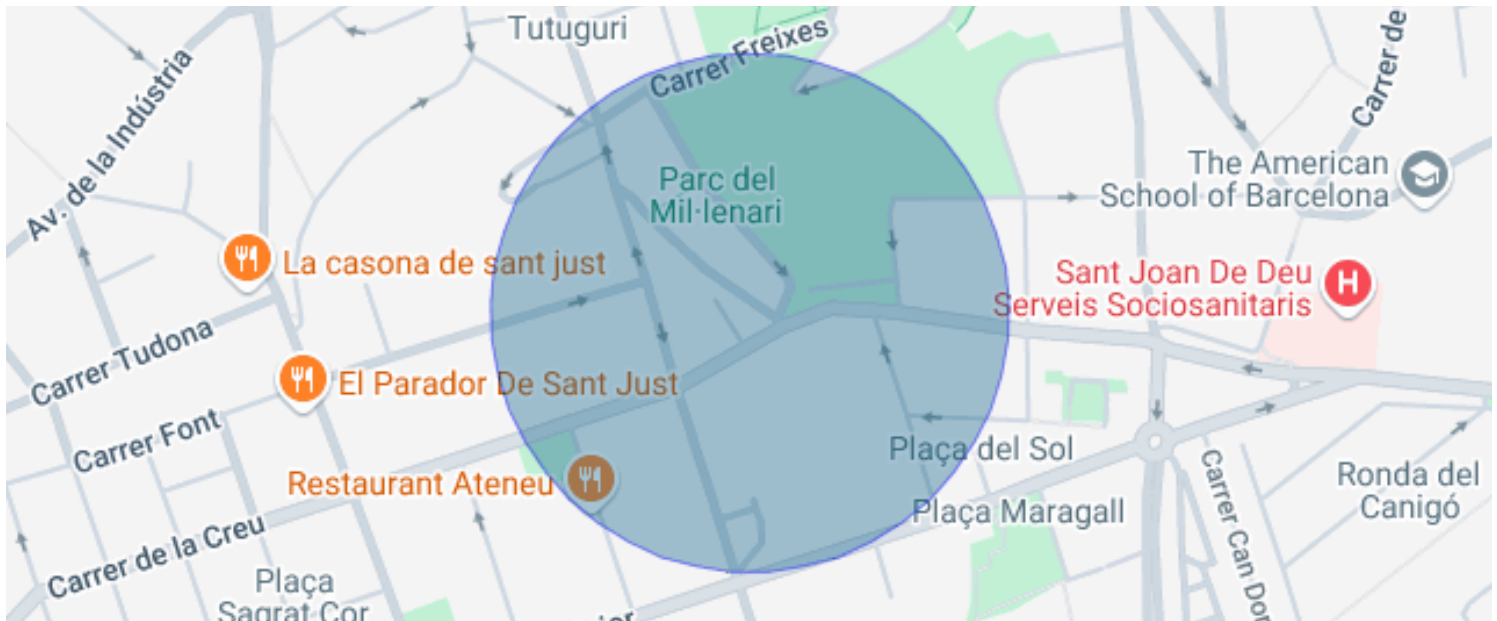 Tutuguri
Carrer Freixes
Av. de la Indústria
Carrer de
The American
School of Barcelona
Parc del
Mil·lenari
La casona de sant just
Sant Joan De Deu
Serveis Sociosanitaris
H
Carrer Tudona
El Parador De Sant Just
Carrer Font
Plaça del Sol
Restaurant Ateneu
Plaça Maragall
Ronda del
Canigó
Carrer de la Creu
Carrer Can Dor
Plaça
Sagrat Cor